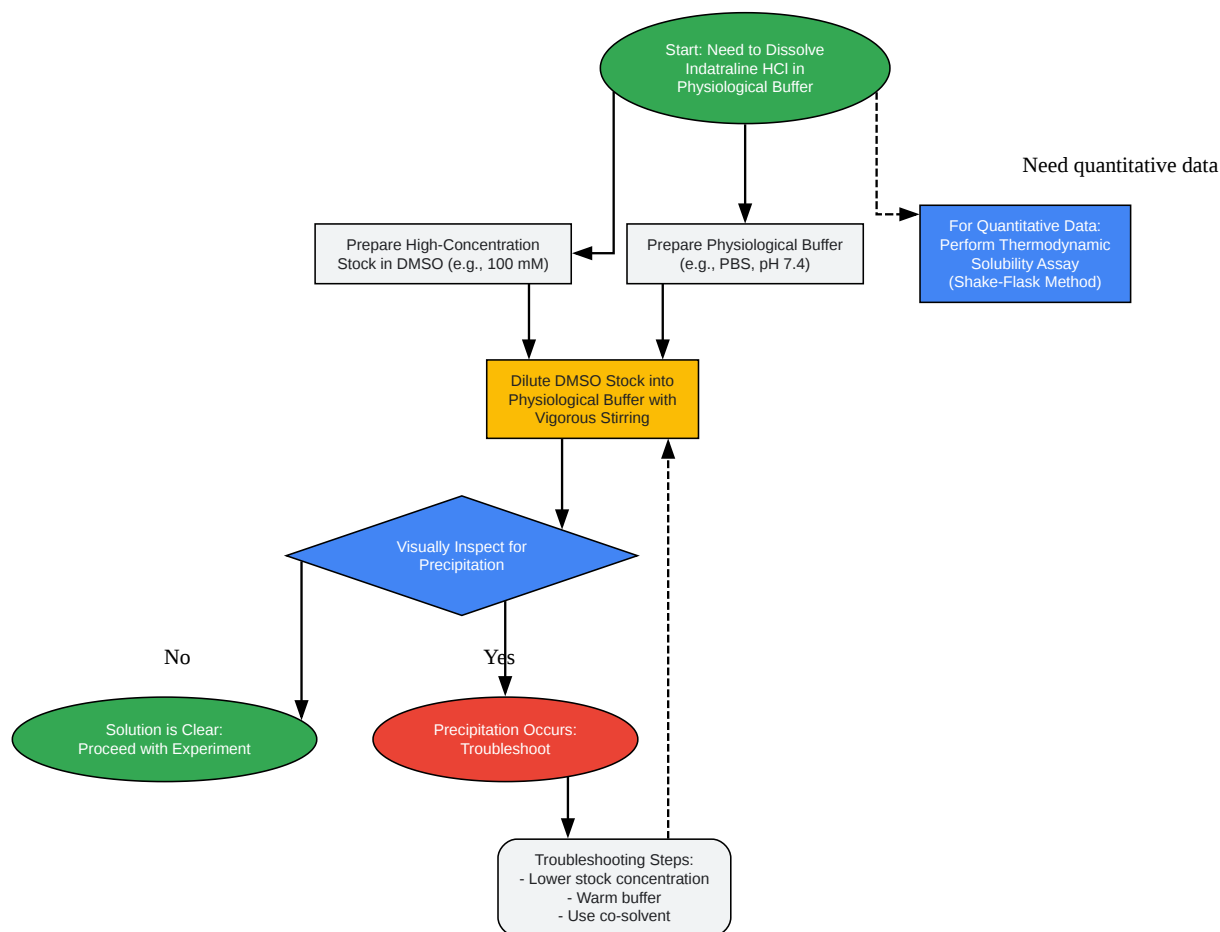 Start: Need to Dissolve
Indatraline HCl in
Physiological Buffer
Need quantitative data
Prepare High-Concentration
Stock in DMSO (e.g., 100 mM)
Prepare Physiological Buffer
(e.g., PBS, pH 7.4)
For Quantitative Data:
Perform Thermodynamic
Solubility Assay
(Shake-Flask Method)
Dilute DMSO Stock into
Physiological Buffer with
Vigorous Stirring
Visually Inspect for
Precipitation
No
Yes
Solution is Clear:
Proceed with Experiment
Precipitation Occurs:
Troubleshoot
Troubleshooting Steps:
- Lower stock concentration
- Warm buffer
- Use co-solvent